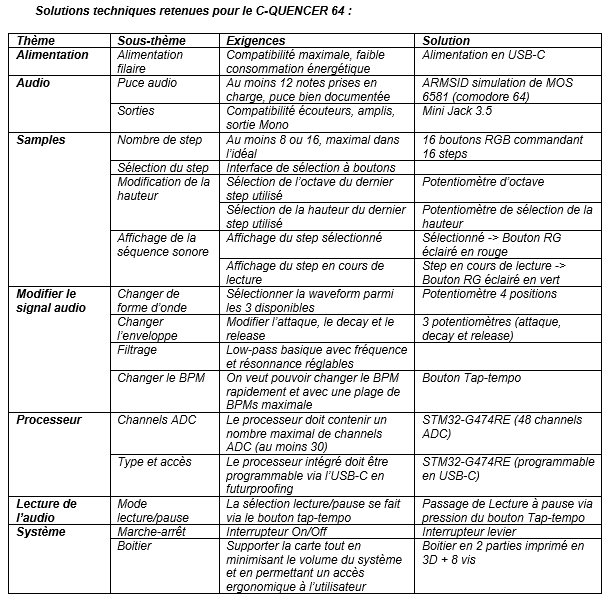 Solutions techniques retenues pour le C-QUENCER 64 :
Thème Sous-thème Exigences Solution
Alimentation Alimentation filaire Compatibilité maximale, faible consommation énergétique Alimentation en USB-C
Audio Puce audio Au moins 12 notes prises en charge, puce bien documentée ARMSID simulation de MOS 6581 (comodore 64)
Sorties Compatibilité écouteurs, amplis, sortie Mono Mini Jack 3.5
Samples Nombre de step Au moins 8 ou 16, maximal dans l'idéal 16 boutons RGB commandant 16 steps
Sélection du step Interface de sélection à boutons
Modification de la hauteur Sélection de l'octave du dernier step utilisé Potentiomètre d'octave
Sélection de la hauteur du dernier step utilisé Potentiomètre de sélection de la hauteur
Affichage de la séquence sonore Affichage du step sélectionné Sélectionné -> Bouton RG éclairé en rouge
Affichage du step en cours de lecture Step en cours de lecture -> Bouton RG éclairé en vert
Modifier le signal audio Changer de forme d'onde Sélectionner la waveform parmi les 3 disponibles Potentiomètre 4 positions
Changer l'enveloppe Modifier l'attaque, le decay et le release 3 potentiomètres (attaque, decay et release)
Filtrage Low-pass basique avec fréquence et résonnance réglables
Changer le BPM On veut pouvoir changer le BPM rapidement et avec une plage de BPMs maximale Bouton Tap-tempo
Processeur Channels ADC Le processeur doit contenir un nombre maximal de channels ADC (au moins 30) STM32-G474RE (48 channels ADC)
Type et accès Le processeur intégré doit être programmable via l'USB-C en futurproofing STM32-G474RE (programmable en USB-C)
Lecture de l'audio Mode lecture/pause La sélection lecture/pause se fait via le bouton tap-tempo Passage de Lecture à pause via pression du bouton Tap-tempo
Système Marche-arrêt Interrupteur On/Off Interrupteur levier
Boitier Supporter la carte tout en minimisant le volume du système et en permettant un accès ergonomique à l'utilisateur Boitier en 2 parties imprimé en 3D + 8 vis